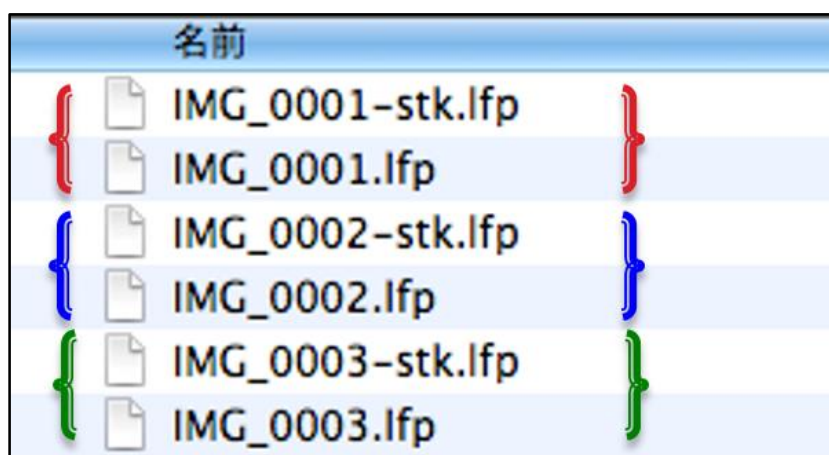 名前
IMG_0001-stk.lfp
IMG_0001.lfp
IMG_0002-stk.lfp
IMG_0002.lfp
IMG_0003-stk.lfp
IMG_0003.lfp